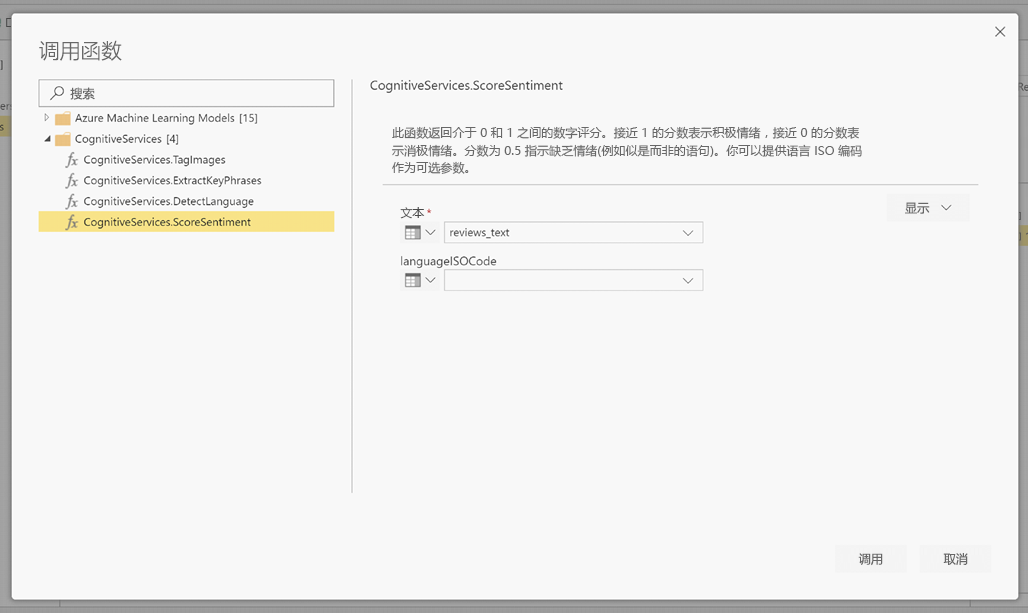 调用函数
搜索
Azure Machine Learning Models [15]
CognitiveServices [4]
fx CognitiveServices.TagImages
fx CognitiveServices.ExtractKeyPhrases
fx CognitiveServices.DetectLanguage
fx CognitiveServices.ScoreSentiment
CognitiveServices.ScoreSentiment
此函数返回介于 0 和 1 之间的数字评分。接近 1 的分数表示积极情绪，接近 0 的分数表
示消极情绪。分数为 0.5 指示缺乏情绪(例如似是而非的语句)。你可以提供语言 ISO 编码
作为可选参数。
显示
文本*
reviews_text
languageISOCode
调用
取消